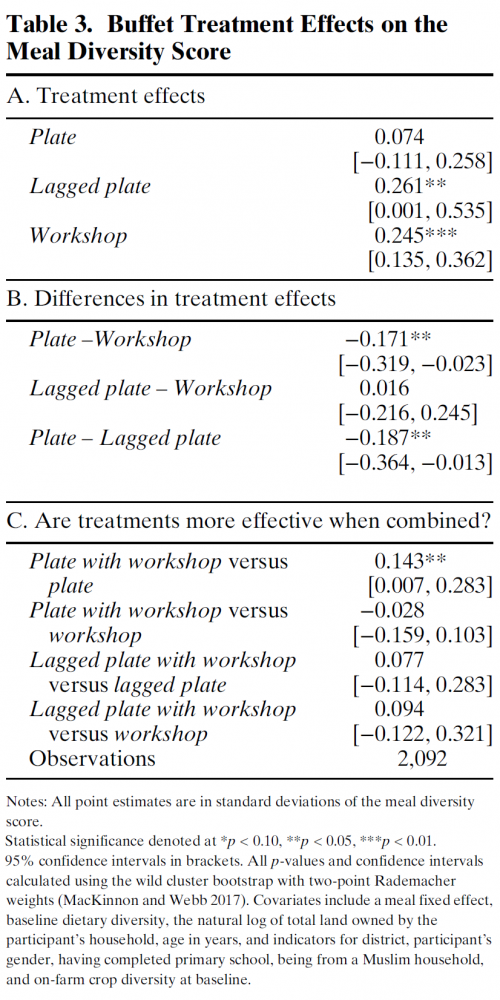 Table 3. Buffet Treatment Effects on the
Meal Diversity Score
A. Treatment effects
Plate 0.074
[−0.111, 0.258]
Lagged plate 0.261**
[0.001, 0.535]
Workshop 0.245***
[0.135, 0.362]
B. Differences in treatment effects
Plate –Workshop −0.171**
[−0.319, −0.023]
Lagged plate – Workshop 0.016
[−0.216, 0.245]
Plate – Lagged plate −0.187**
[−0.364, −0.013]
C. Are treatments more effective when combined?
Plate with workshop versus 0.143**
plate [0.007, 0.283]
Plate with workshop versus −0.028
workshop [−0.159, 0.103]
Lagged plate with workshop 0.077
versus lagged plate [−0.114, 0.283]
Lagged plate with workshop 0.094
versus workshop [−0.122, 0.321]
Observations 2,092
Notes: All point estimates are in standard deviations of the meal diversity
score.
Statistical significance denoted at *p < 0.10, **p < 0.05, ***p < 0.01.
95% confidence intervals in brackets. All p-values and confidence intervals
calculated using the wild cluster bootstrap with two-point Rademacher
weights (MacKinnon and Webb 2017). Covariates include a meal fixed effect,
baseline dietary diversity, the natural log of total land owned by the
participant's household, age in years, and indicators for district, participant's
gender, having completed primary school, being from a Muslim household,
and on-farm crop diversity at baseline.